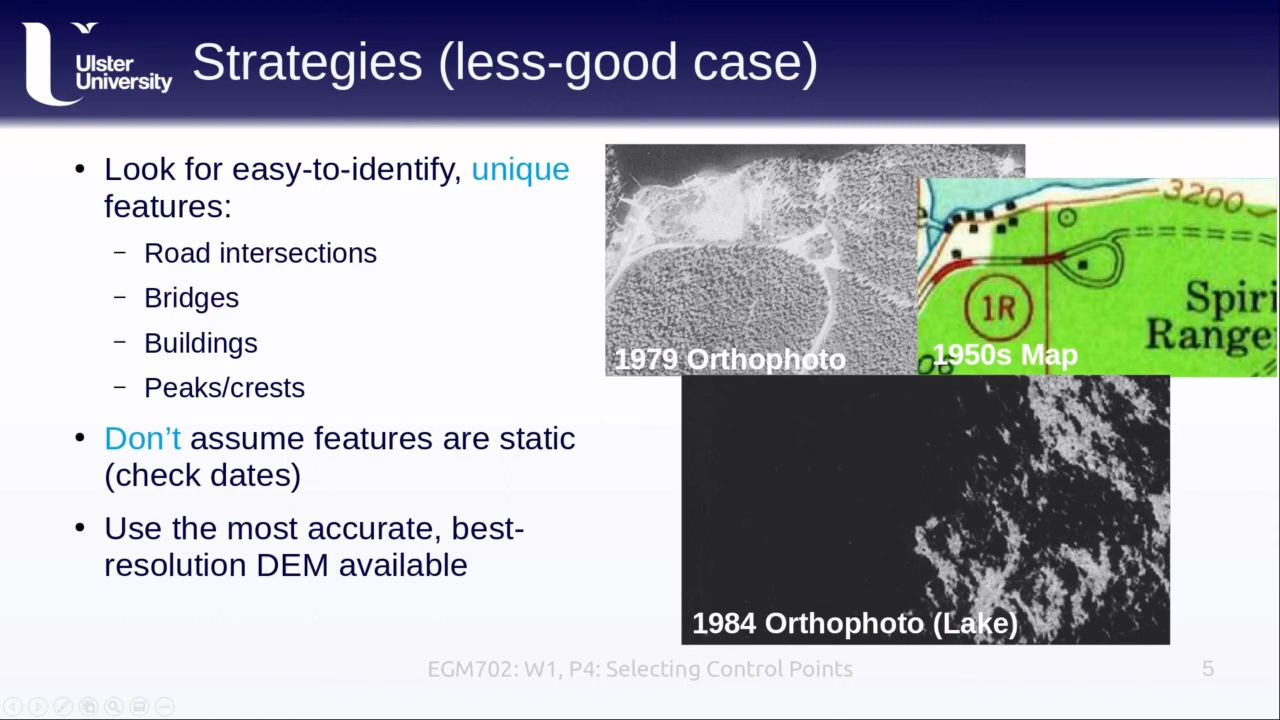 Ulster
University
Strategies (less-good case)
• Look for easy-to-identify, unique
features:
– Road intersections
– Bridges
– Buildings
– Peaks/crests
• Don't assume features are static
(check dates)
• Use the most accurate, best-
resolution DEM available
1979 Orthophoto
3200
1R
Spiri
Range
1950s Map
1984 Orthophoto (Lake)
EGM702: W1, P4: Selecting Control Points
5